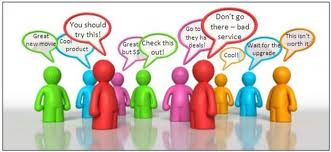 Great
new movie
Cool
product
You should
try this!
Great
but $$
Check this
out!
Go to
they ha
deals!
Don't go
there – bad
service
Cool!
Wait for the
upgrade
This isn't
worth it!